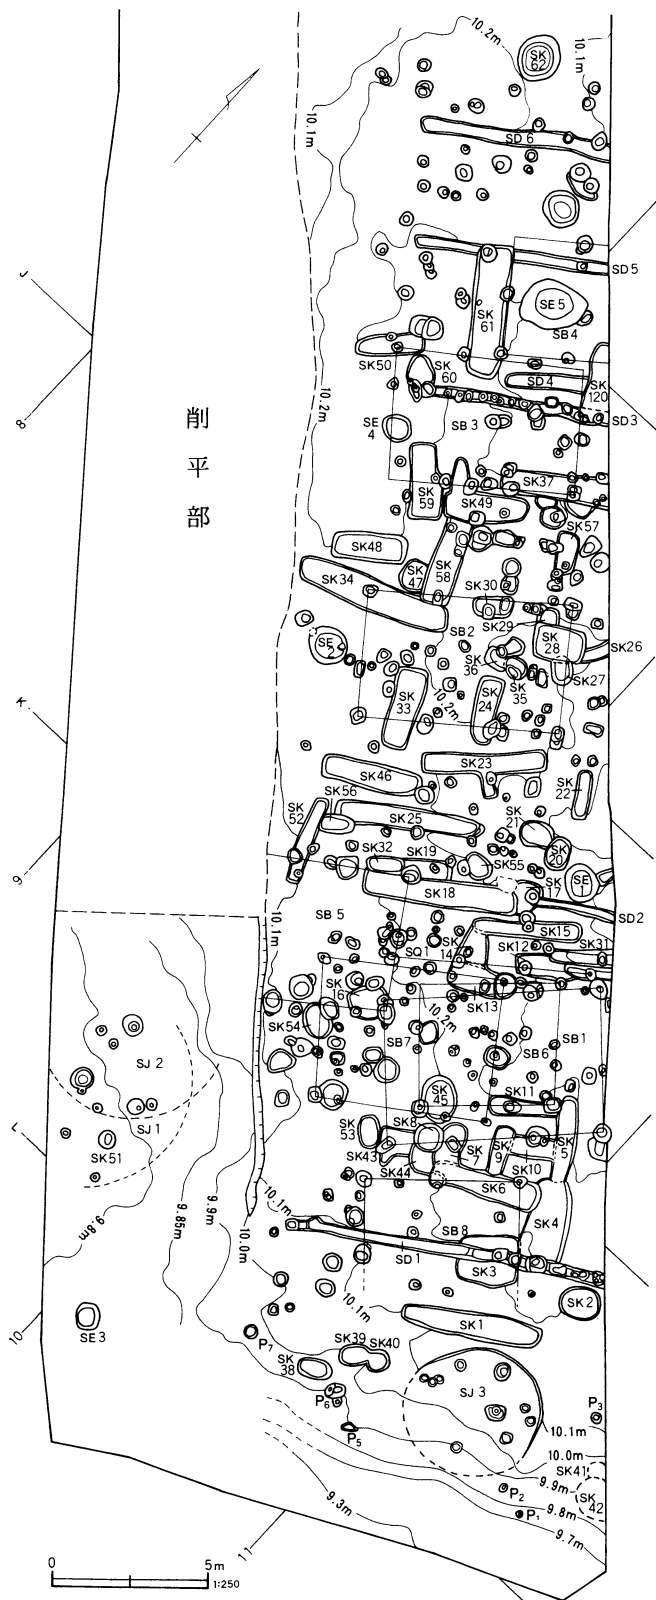 10.2m
SK
62
10.1m
10.1m
SD 6
SD 5
SE 5
SK
61
SB 4
SK50
SK
60
SD 4
SK
120
10.2m
削
平
部
8
SE
4
SB 3
SD 3
SK37
SK
59
SK49
SK57
SK48
SK
47
SK
58
SK34
SK30
SK29
SB2
SK
28
SK26
SE
2
SK
36
SK
35
SK27
SK
33
10.2m
SK
24
K
SK46
SK23
SK
22
SK56
SK
52
SK25
SK
21
SK
20
SK32
SK19
SK55
SE
1
9
SK18
SK
17
SD 2
10.1m
SB 5
SK15
SQ1
SK
14
SK12
SK31
SK
16
SK13
SK54
10.2m
SB7
SB6
SB1
SJ 2
SK
45
SK11
L
SJ 1
SK
53
SK8
SK51
SK43
SK
7
SK
9
SK
5
SK44
SK10
SK6
9.8m
9.85m
9.9m
10.0m
10.1m
SB8
SK4
SD 1
SK3
SK2
10.1m
SK1
10
SE3
P7
SK39
SK40
SK
38
SJ 3
P6
P5
P3
10.1m
10.0m
SK41
9.9m
SK
42
P2
9.8m
P1
9.7m
9.3m
11
0
5m
1:250